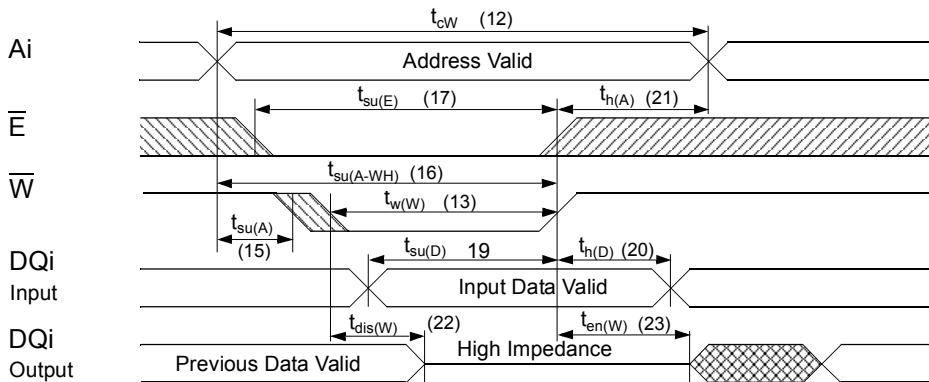 t_cW (12)
Ai
Address Valid
t_su(E) (17)
t_h(A) (21)
E̅
t_su(A-WH) (16)
W̅
t_w(W) (13)
t_su(A)
(15)
t_su(D) 19
t_h(D) (20)
DQi
Input
Input Data Valid
t_dis(W) (22)
t_en(W) (23)
DQi
Output
Previous Data Valid
High Impedance